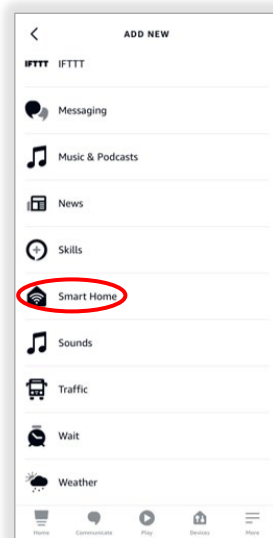 ADD NEW
IFTTT IFTTT
Messaging
Music & Podcasts
News
Skills
Smart Home
Sounds
Traffic
Wait
Weather
Home Communicate Play Devices More